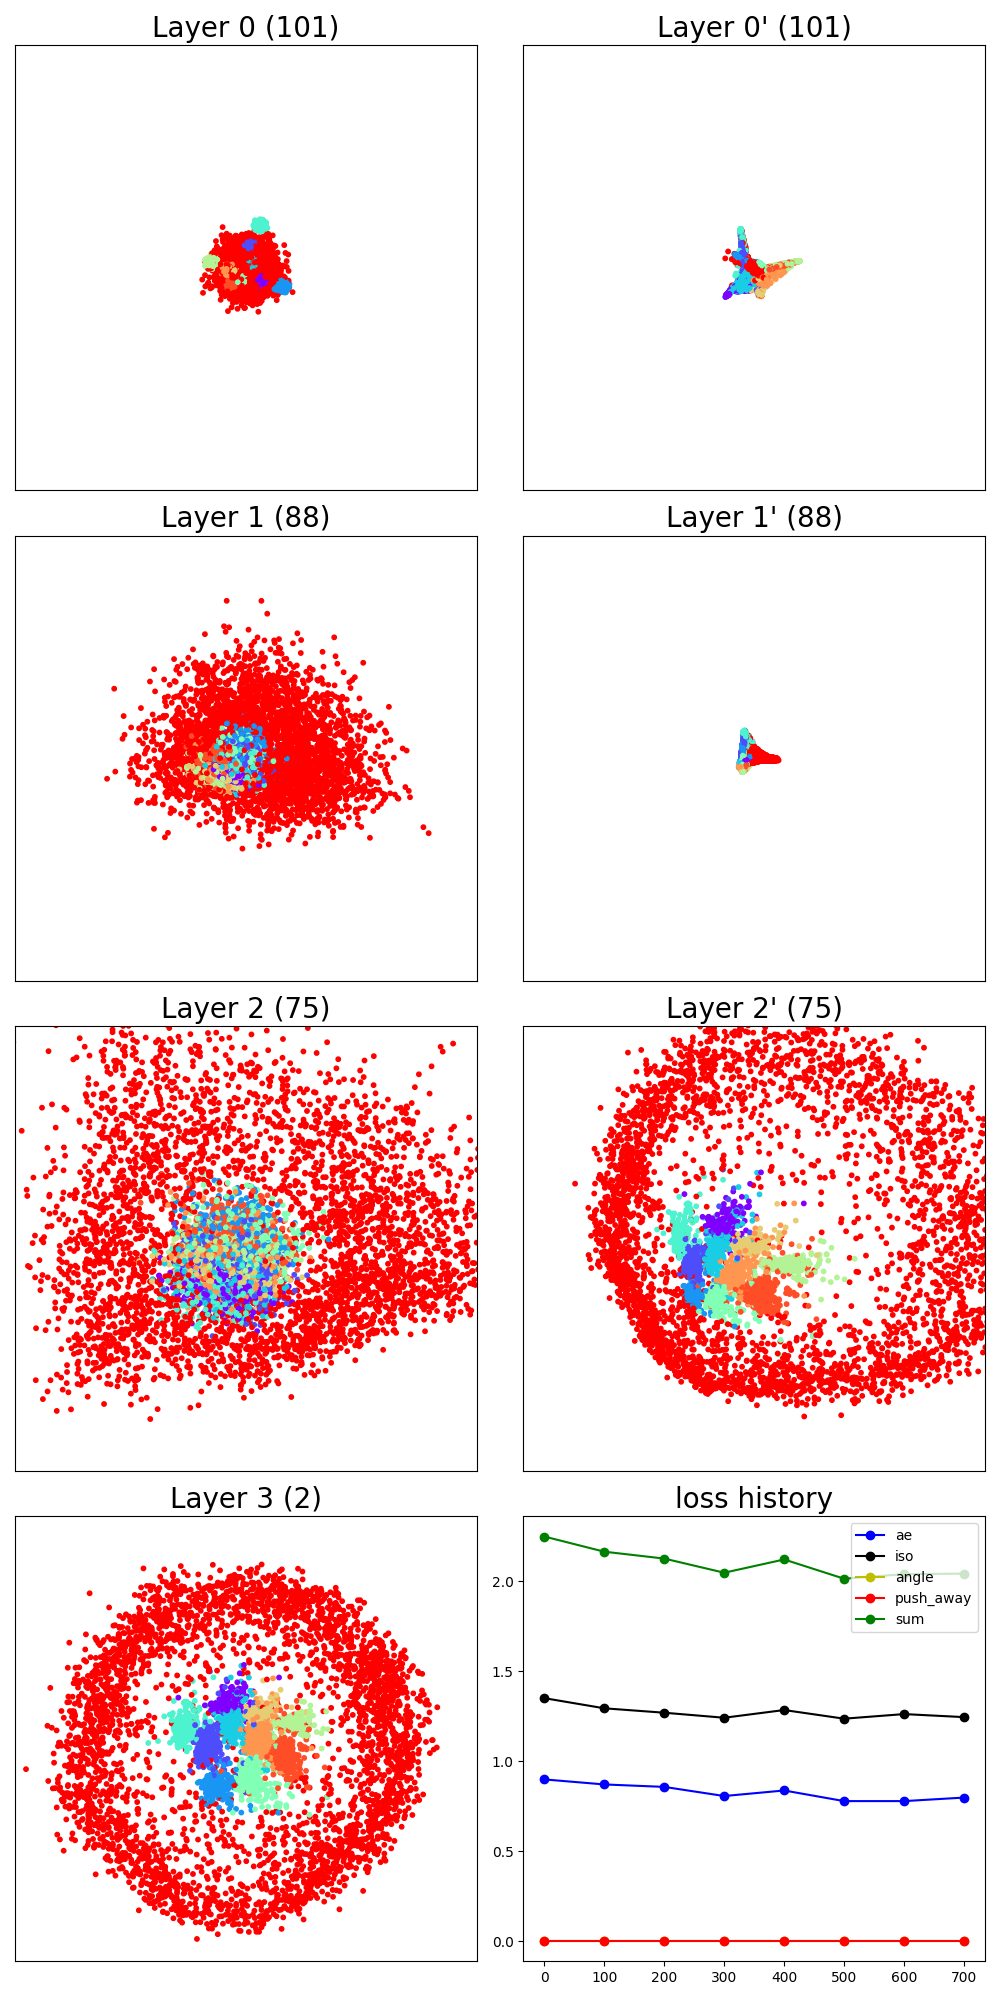 Layer 0 (101)
Layer 0' (101)
Layer 1 (88)
Layer 1' (88)
Layer 2 (75)
Layer 2' (75)
Layer 3 (2)
loss history
ae
iso
angle
push_away
sum
2.0
1.5
1.0
0.5
0.0
0 100 200 300 400 500 600 700